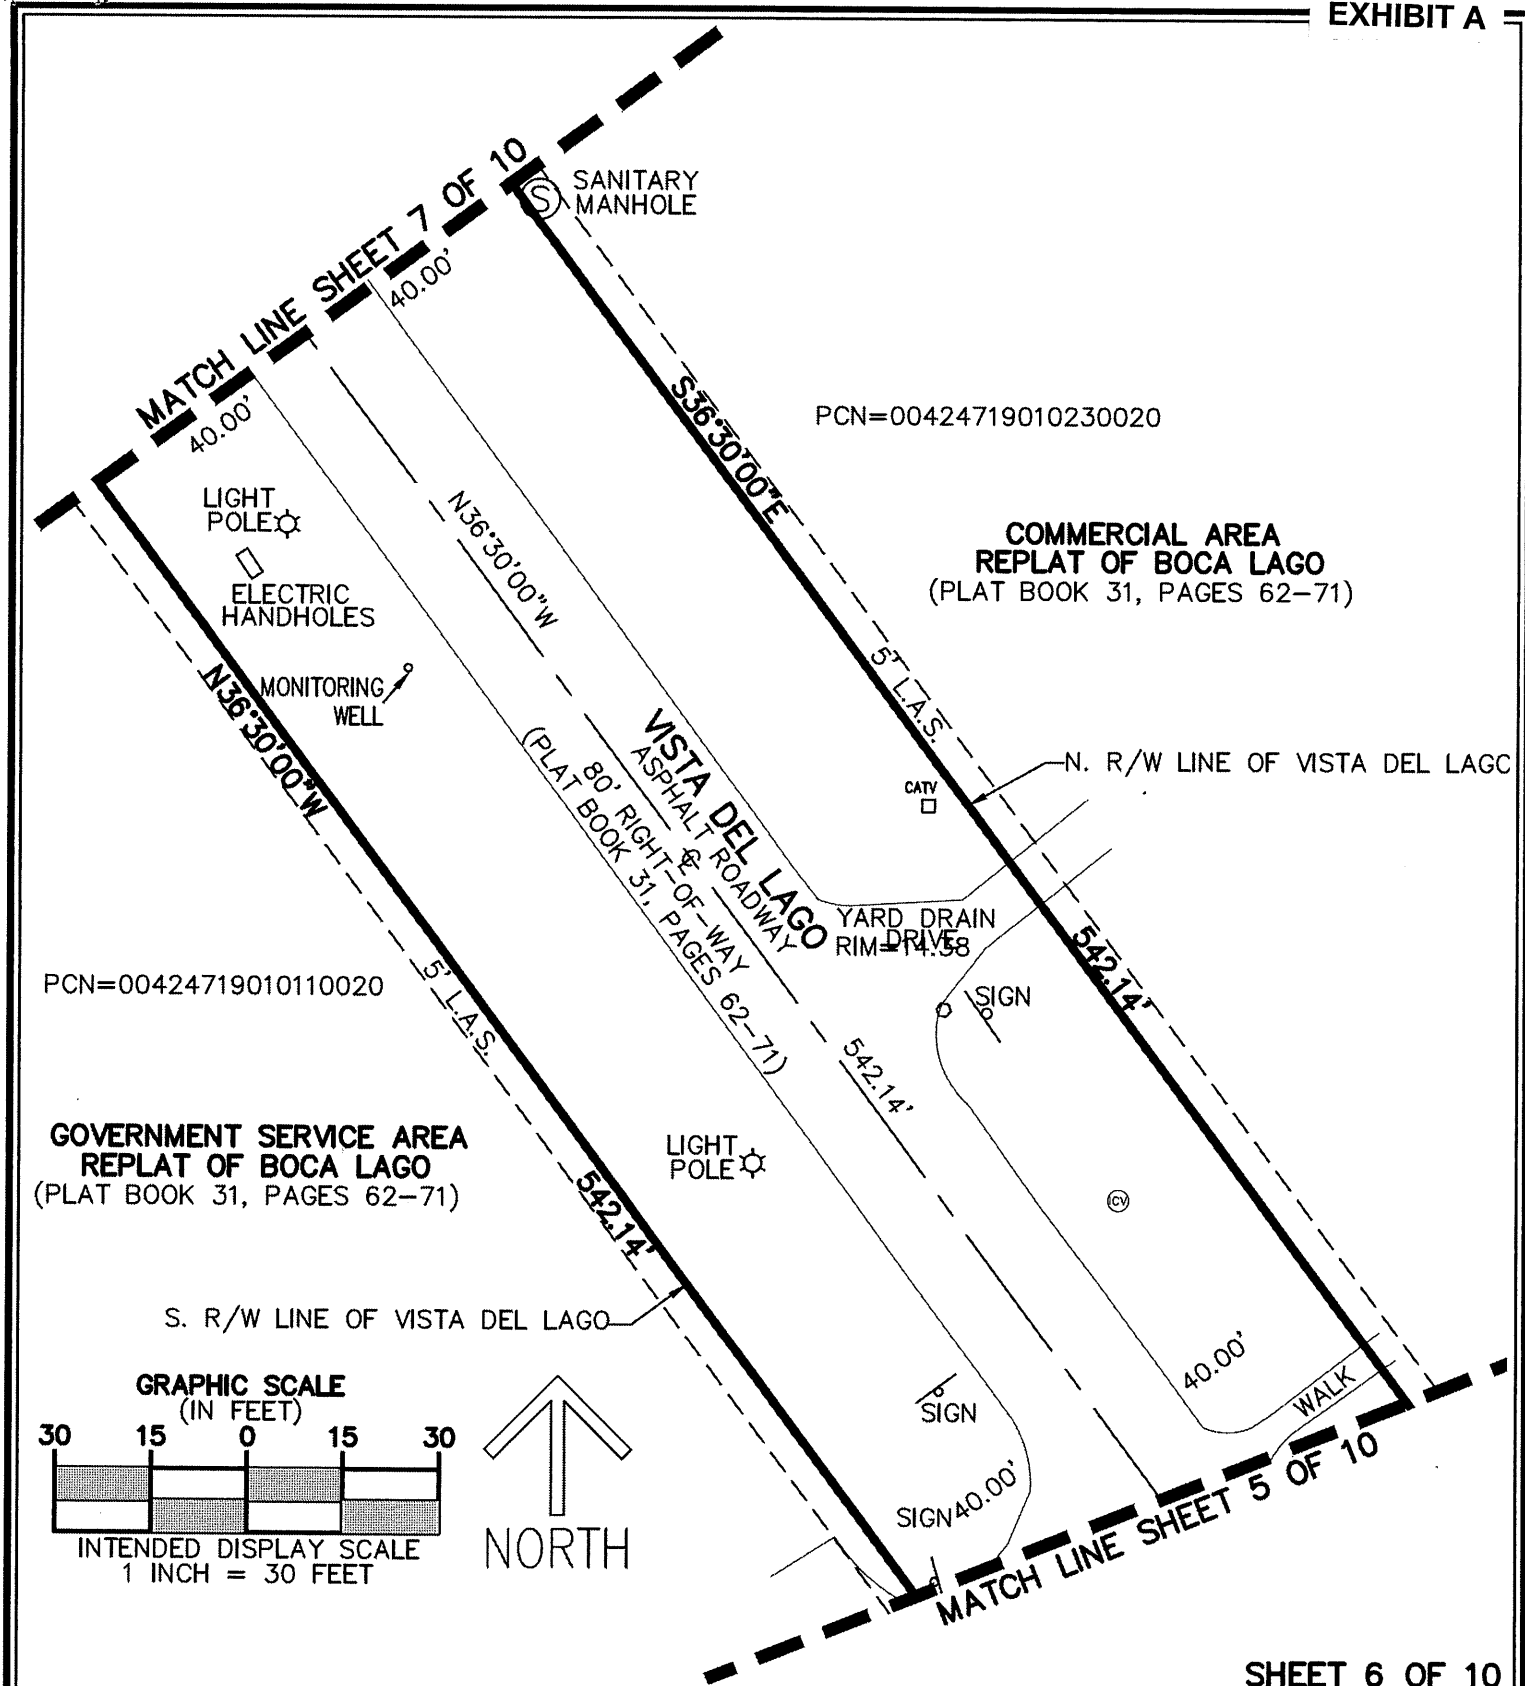 EXHIBIT A
MATCH LINE SHEET 7 OF 10
S
SANITARY
MANHOLE
40.00'
40.00'
S36°30'00"E
PCN=00424719010230020
LIGHT
POLE
N36°30'00"W
COMMERCIAL AREA
REPLAT OF BOCA LAGO
(PLAT BOOK 31, PAGES 62-71)
ELECTRIC
HANDHOLES
MONITORING
WELL
N36°30'00"W
5' L.A.S.
VISTA DEL LAGO
ASPHALT ROADWAY
80' RIGHT-OF-WAY
(PLAT BOOK 31, PAGES 62-71)
N. R/W LINE OF VISTA DEL LAGO
CATV
YARD DRAIN
RIM=14.38
DRIVE
542.14'
PCN=00424719010110020
5' L.A.S.
SIGN
542.14'
GOVERNMENT SERVICE AREA
REPLAT OF BOCA LAGO
(PLAT BOOK 31, PAGES 62-71)
LIGHT
POLE
ICV
542.14'
S. R/W LINE OF VISTA DEL LAGO
40.00'
WALK
GRAPHIC SCALE
(IN FEET)
30 15 0 15 30
INTENDED DISPLAY SCALE
1 INCH = 30 FEET
NORTH
SIGN
SIGN
40.00'
MATCH LINE SHEET 5 OF 10
SHEET 6 OF 10